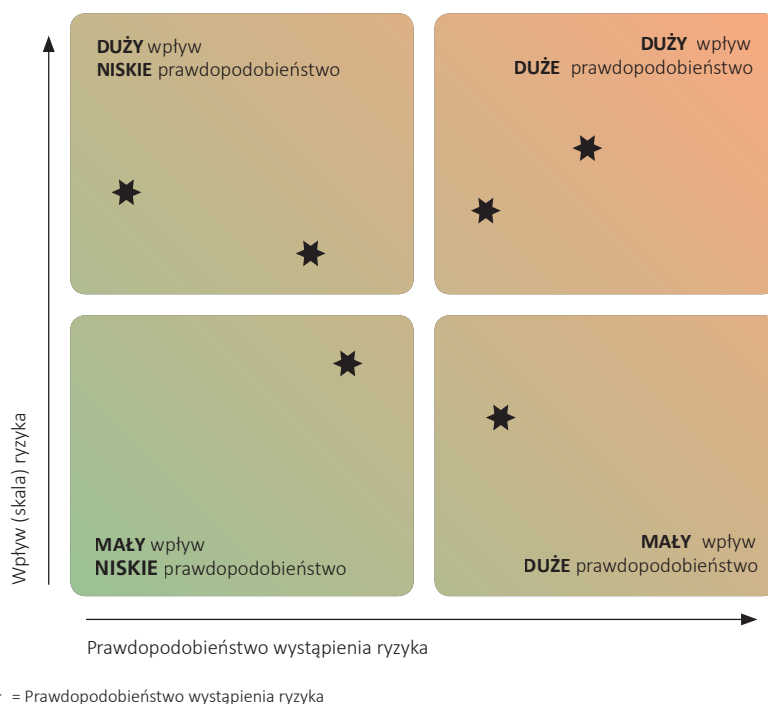 DUŻY wpływ
NISKIE prawdopodobieństwo
DUŻY wpływ
DUŻE prawdopodobieństwo
MAŁY wpływ
NISKIE prawdopodobieństwo
MAŁY wpływ
DUŻE prawdopodobieństwo
Wpływ (skala) ryzyka
Prawdopodobieństwo wystąpienia ryzyka
= Prawdopodobieństwo wystąpienia ryzyka